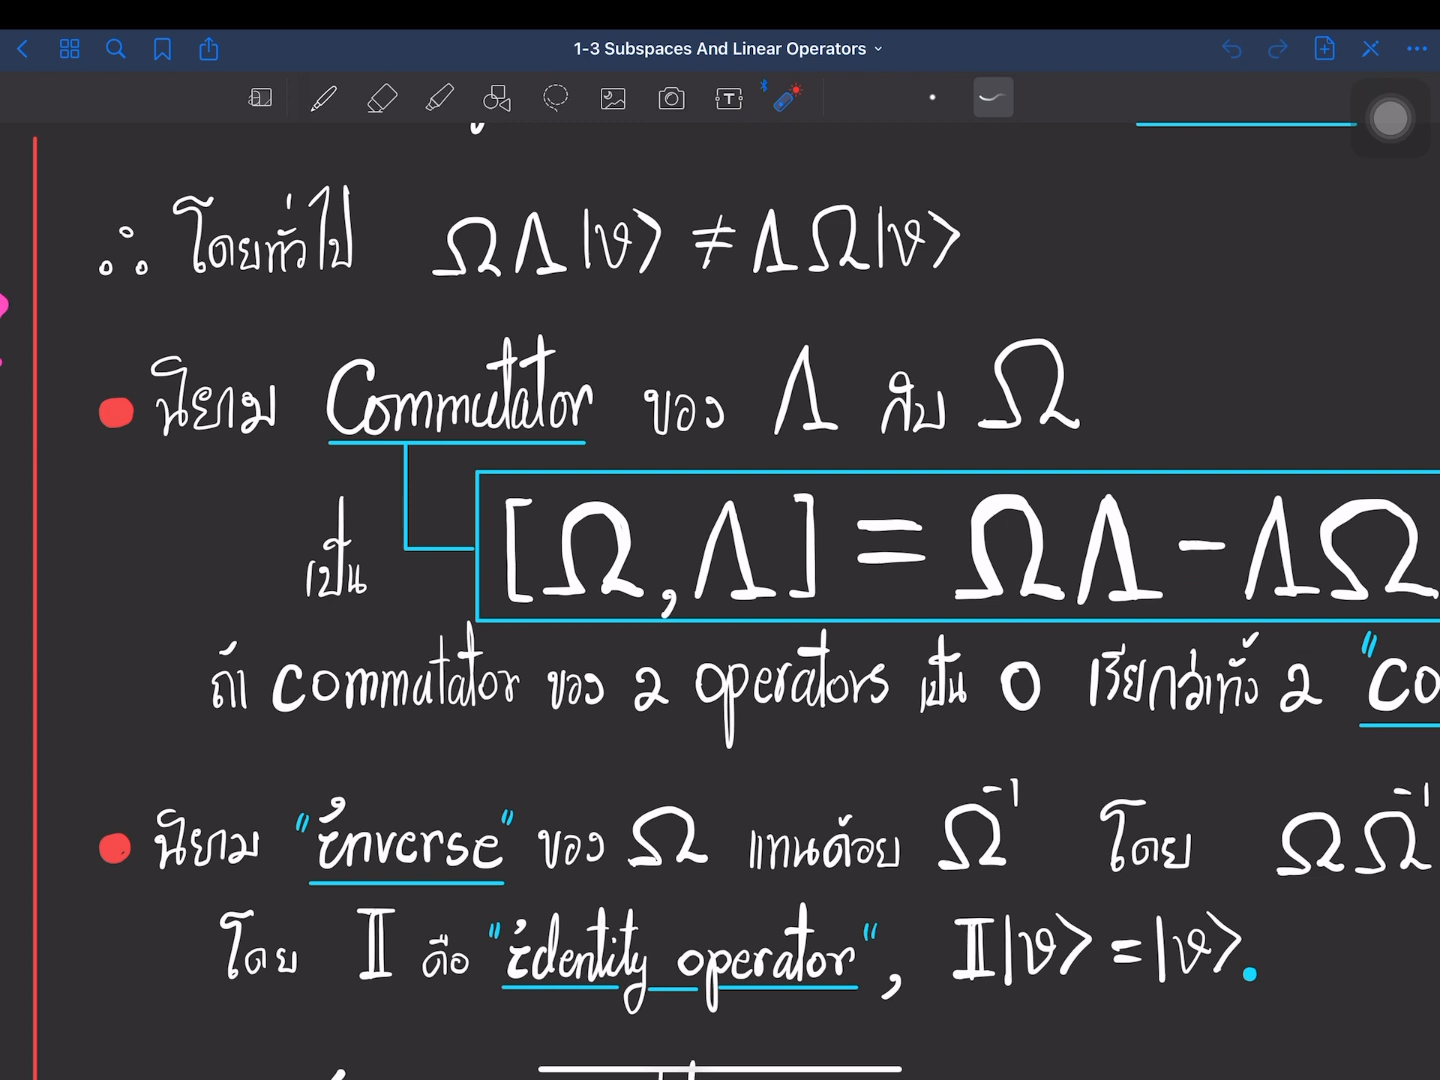 1-3 Subspaces And Linear Operators
∴ โดยทั่วไป ΩΛ|v⟩ ≠ ΛΩ|v⟩
นิยาม Commutator ของ Λ กับ Ω
เป็น [Ω,Λ] = ΩΛ - ΛΩ
ถ้า commutator ของ 2 operators เป็น 0 เรียกว่าทั้ง 2 "co
นิยาม "inverse" ของ Ω แทนด้วย Ω⁻¹ โดย ΩΩ⁻¹
โดย 𝕀 คือ "identity operator", 𝕀|v⟩ = |v⟩.